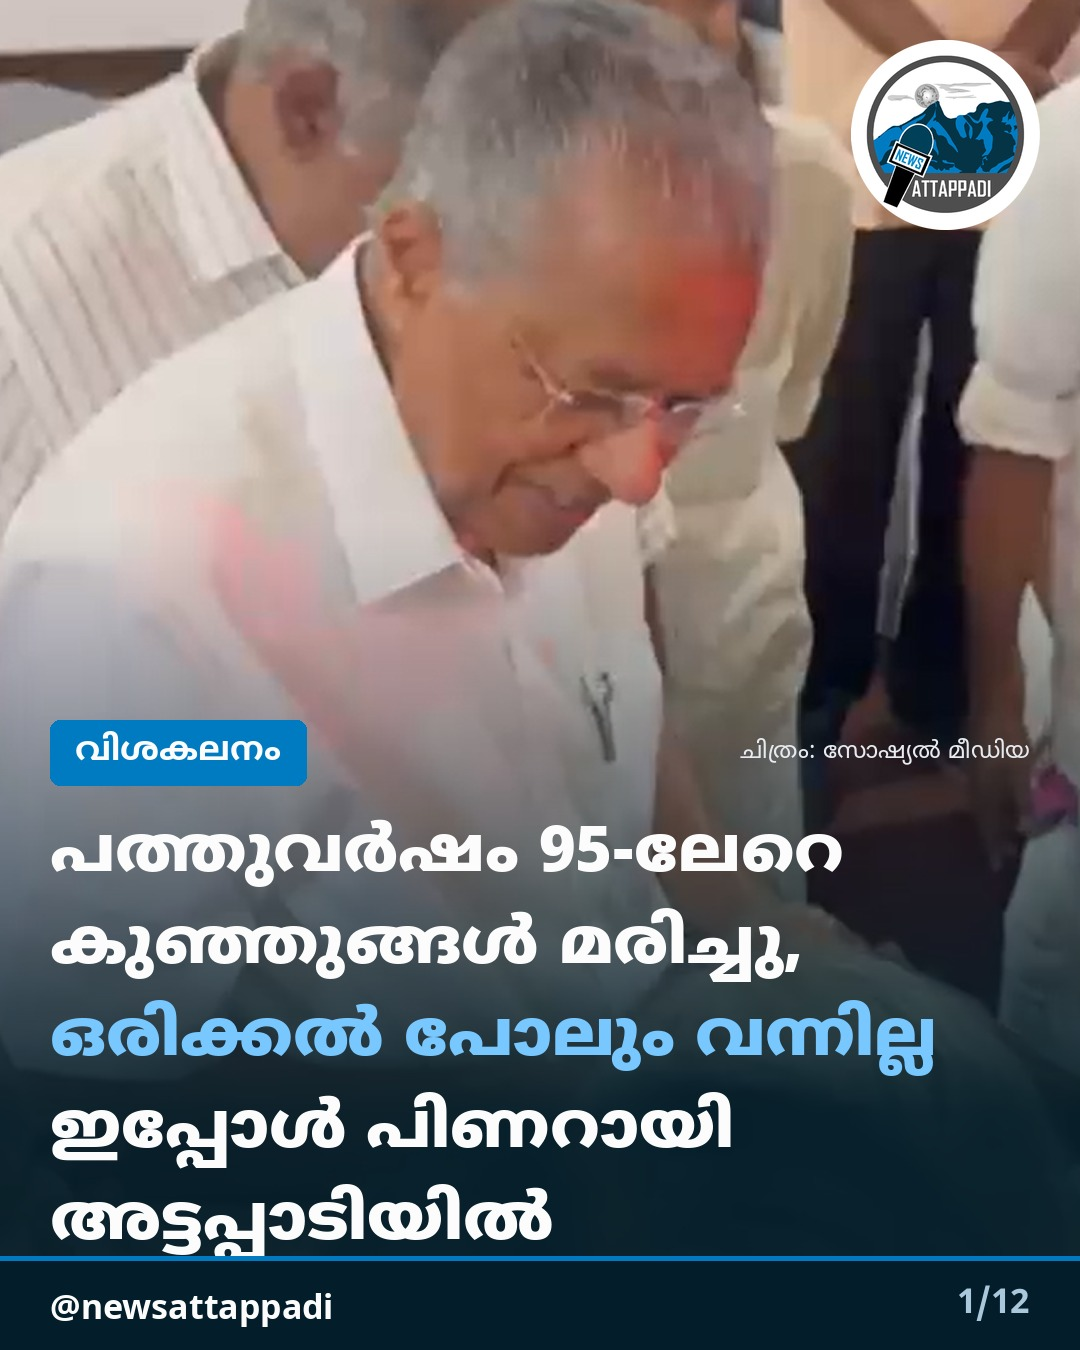 NEWS
ATTAPPADI
വിശകലനം
ചിത്രം: സോഷ്യൽ മീഡിയ
പത്തുവർഷം 95-ലേറെ
കുഞ്ഞുങ്ങൾ മരിച്ചു,
ഒരിക്കൽ പോലും വന്നില്ല
ഇപ്പോൾ പിണറായി
അട്ടപ്പാടിയിൽ
@newsattappadi
1/12